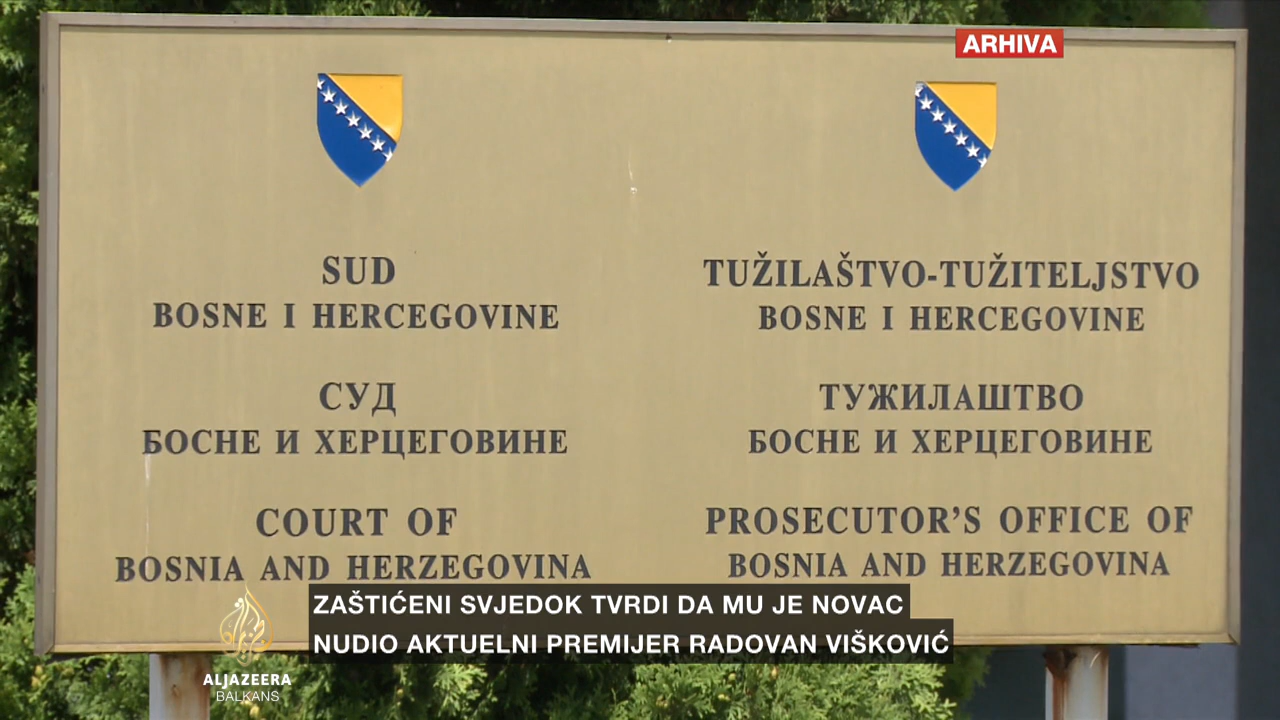 ARHIVA
SUD
BOSNE I HERCEGOVINE
СУД
БОСНЕ И ХЕРЦЕГОВИНЕ
COURT OF
BOSNIA AND HERZEGOVINA
TUŽILAŠTVO-TUŽITELJSTVO
BOSNE I HERCEGOVINE
ТУЖИЛАШТВО
БОСНЕ И ХЕРЦЕГОВИНЕ
PROSECUTOR'S OFFICE OF
BOSNIA AND HERZEGOVINA
ZAŠTIĆENI SVJEDOK TVRDI DA MU JE NOVAC
NUDIO AKTUELNI PREMIJER RADOVAN VIŠKOVIĆ
ALJAZEERA
BALKANS